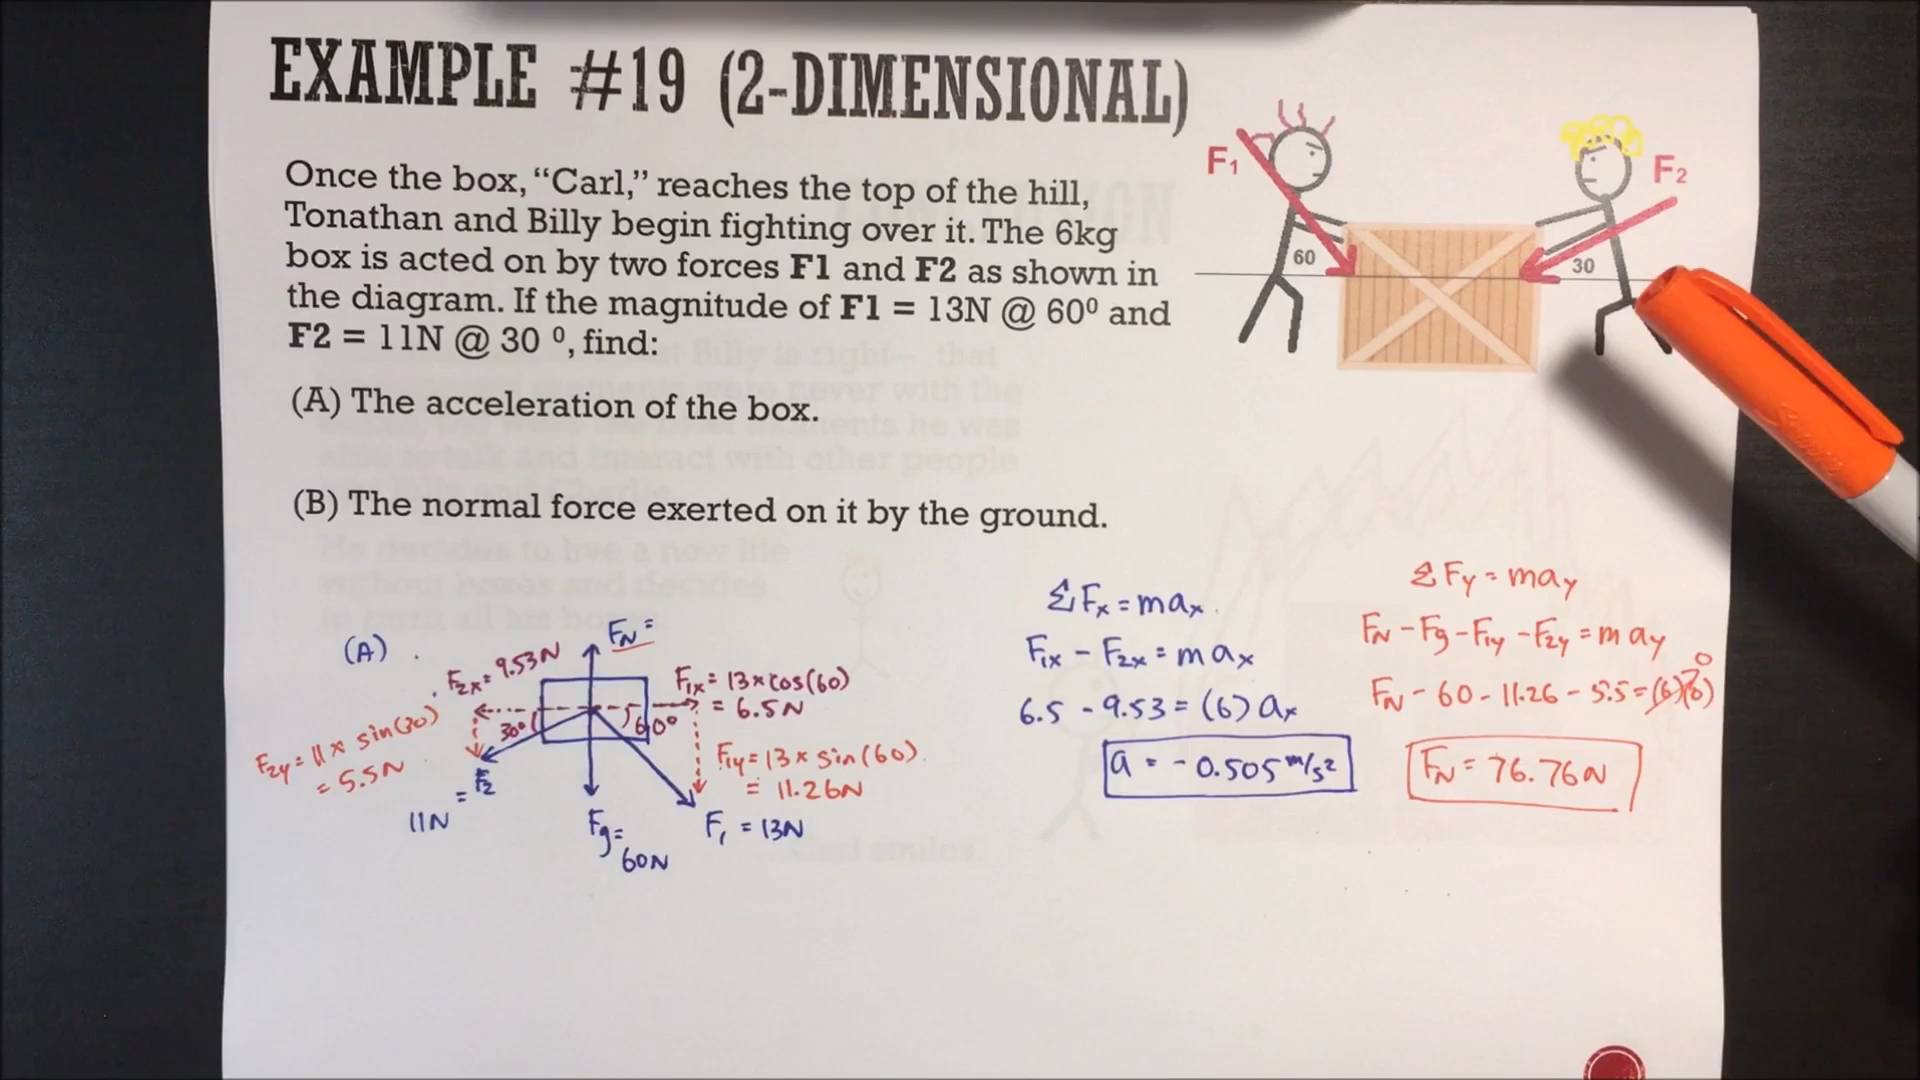 EXAMPLE #19 (2-DIMENSIONAL)
Once the box, “Carl,” reaches the top of the hill,
Tonathan and Billy begin fighting over it. The 6kg
box is acted on by two forces F1 and F2 as shown in
the diagram. If the magnitude of F1 = 13N @ 60⁰ and
F2 = 11N @ 30 ⁰, find:
F1
F2
60
30
(A) The acceleration of the box.
(B) The normal force exerted on it by the ground.
(A)
FN =
F2x = 9.53N
F1x = 13×cos(60)
= 6.5N
30°
60°
F2y = 11 × sin(30)
= 5.5N
F1y = 13 × sin(60)
= 11.26N
F2
=
11N
Fg =
60N
F1 = 13N
ΣFx = max
F1x - F2x = max
6.5 - 9.53 = (6) ax
a = - 0.505 m/s²
ΣFy = may
FN - Fg - F1y - F2y = may
0
FN - 60 - 11.26 - 5.5 = (6)(0)
FN = 76.76N